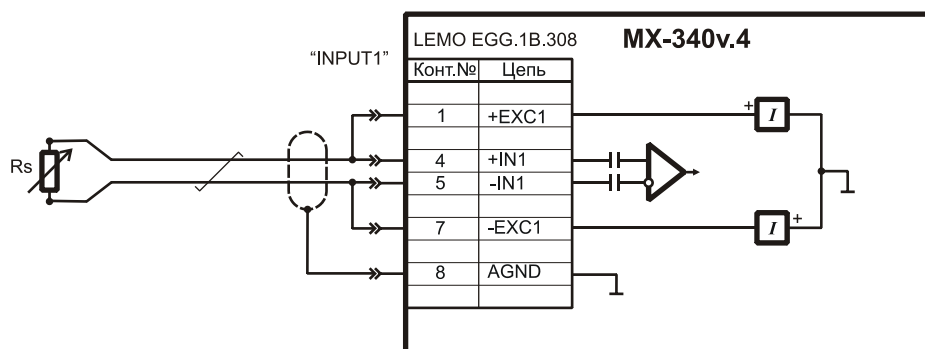 LEMO EGG.1B.308
MX-340v.4
“INPUT1”
Конт.№ Цепь
1 +EXC1
+ I
Rs
4 +IN1
5 -IN1
7 -EXC1
I +
8 AGND